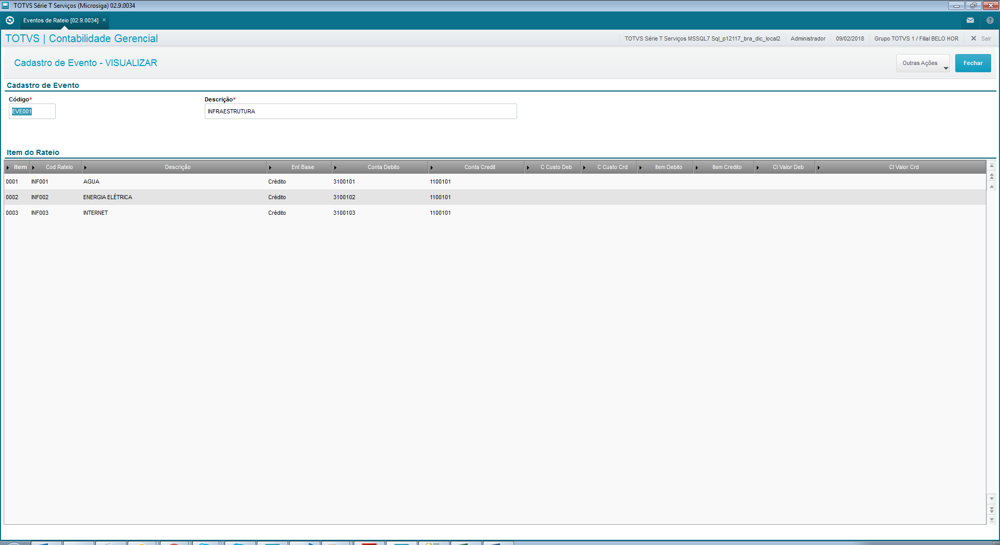 TOTVS Série T Serviços (Microsiga) 02.9.0034
Eventos de Rateio [02.9.0034]
TOTVS | Contabilidade Gerencial
TOTVS Série T Serviços MSSQL7 Sql_p12117_bra_dic_local2 Administrador 09/02/2018 Grupo TOTVS 1 / Filial BELO HOR Sair
Cadastro de Evento - VISUALIZAR
Outras Ações Fechar
Cadastro de Evento
Código* Descrição*
EVE001 INFRAESTRUTURA
Item do Rateio
Item Cod Rateio Descrição Ent Base Conta Debito Conta Credit C Custo Deb C Custo Crd Item Debito Item Credito Cl Valor Deb Cl Valor Crd
0001 INF001 AGUA Crédito 3100101 1100101
0002 INF002 ENERGIA ELÉTRICA Crédito 3100102 1100101
0003 INF003 INTERNET Crédito 3100103 1100101